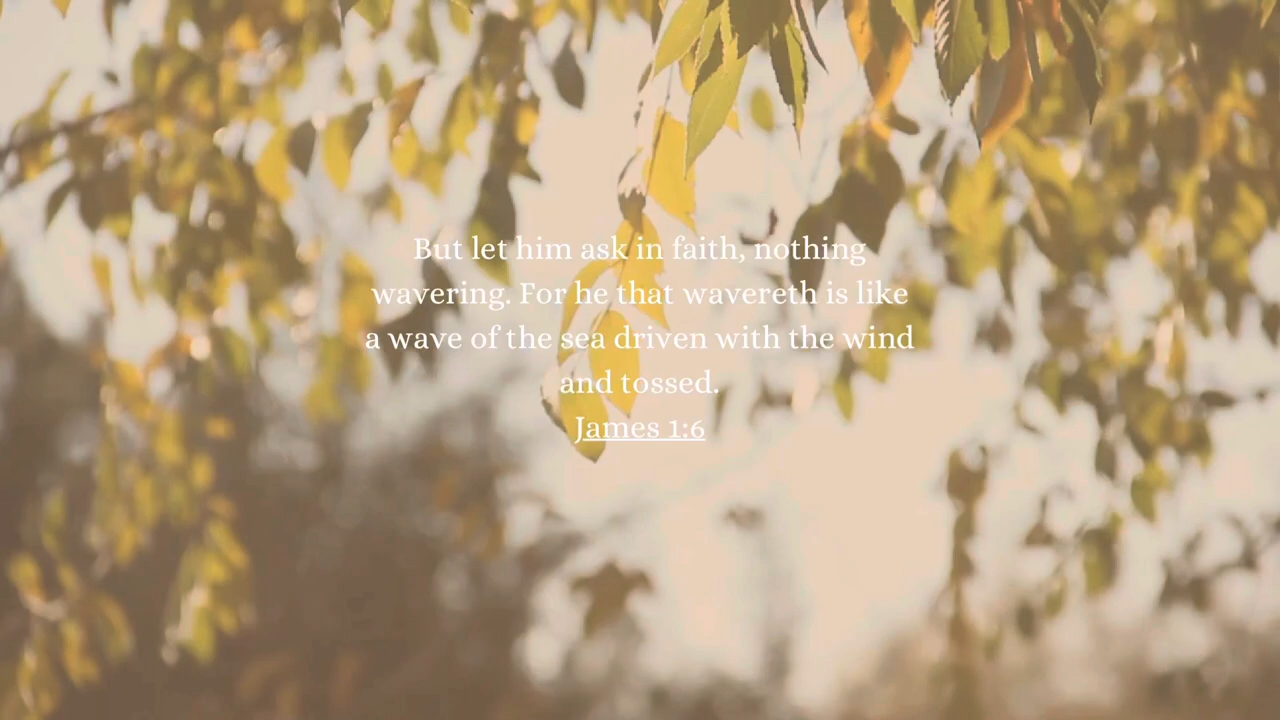 But let him ask in faith, nothing
wavering. For he that wavereth is like
a wave of the sea driven with the wind
and tossed.
James 1:6